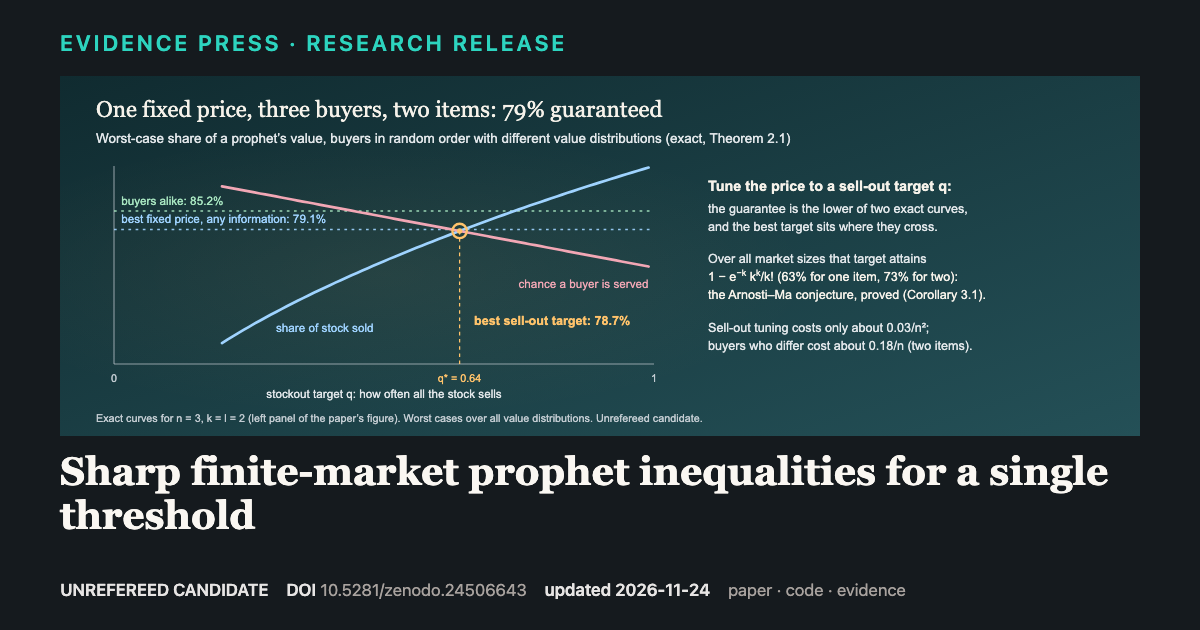 EVIDENCE PRESS · RESEARCH RELEASE
One fixed price, three buyers, two items: 79% guaranteed
Worst-case share of a prophet's value, buyers in random order with different value distributions (exact, Theorem 2.1)
buyers alike: 85.2%
best fixed price, any information: 79.1%
chance a buyer is served
share of stock sold
best sell-out target: 78.7%
0
q* = 0.64
1
stockout target q: how often all the stock sells
Tune the price to a sell-out target q:
the guarantee is the lower of two exact curves,
and the best target sits where they cross.
Over all market sizes that target attains
1 − e⁻ᵏ kᵏ/k! (63% for one item, 73% for two):
the Arnosti–Ma conjecture, proved (Corollary 3.1).
Sell-out tuning costs only about 0.03/n²;
buyers who differ cost about 0.18/n (two items).
Exact curves for n = 3, k = l = 2 (left panel of the paper's figure). Worst cases over all value distributions. Unrefereed candidate.
Sharp finite-market prophet inequalities for a single
threshold
UNREFEREED CANDIDATE DOI 10.5281/zenodo.24506643 updated 2026-11-24 paper · code · evidence